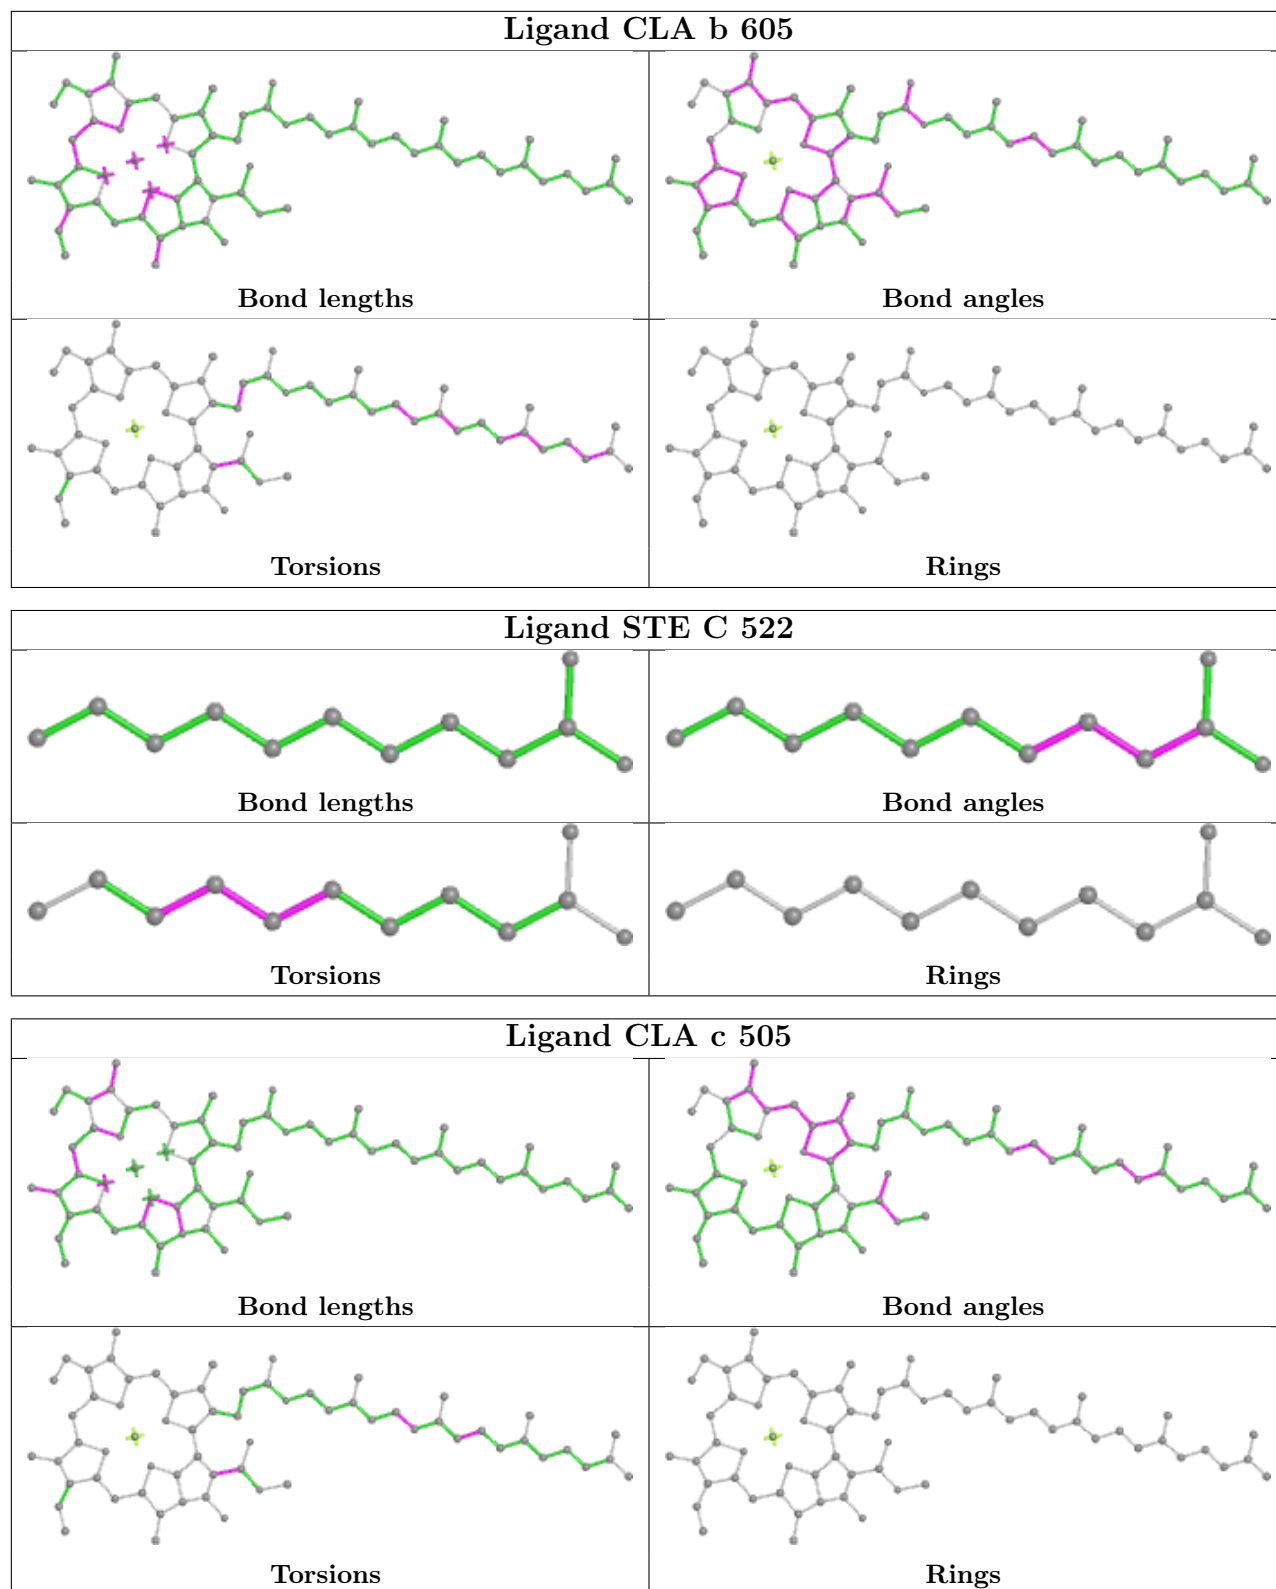 Ligand CLA b 605
Bond lengths
Bond angles
Torsions
Rings
Ligand STE C 522
Bond lengths
Bond angles
Torsions
Rings
Ligand CLA c 505
Bond lengths
Bond angles
Torsions
Rings